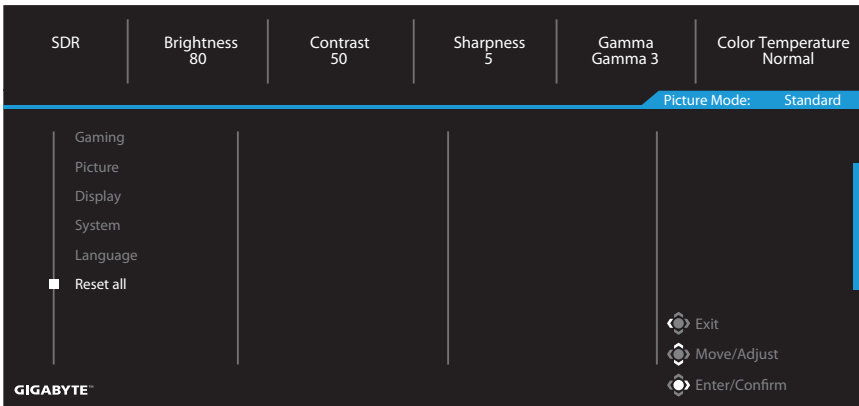 SDR Brightness Contrast Sharpness Gamma Color Temperature
80 50 5 Gamma 3 Normal
Picture Mode: Standard
Gaming
Picture
Display
System
Language
Reset all
Exit
Move/Adjust
Enter/Confirm
GIGABYTE™